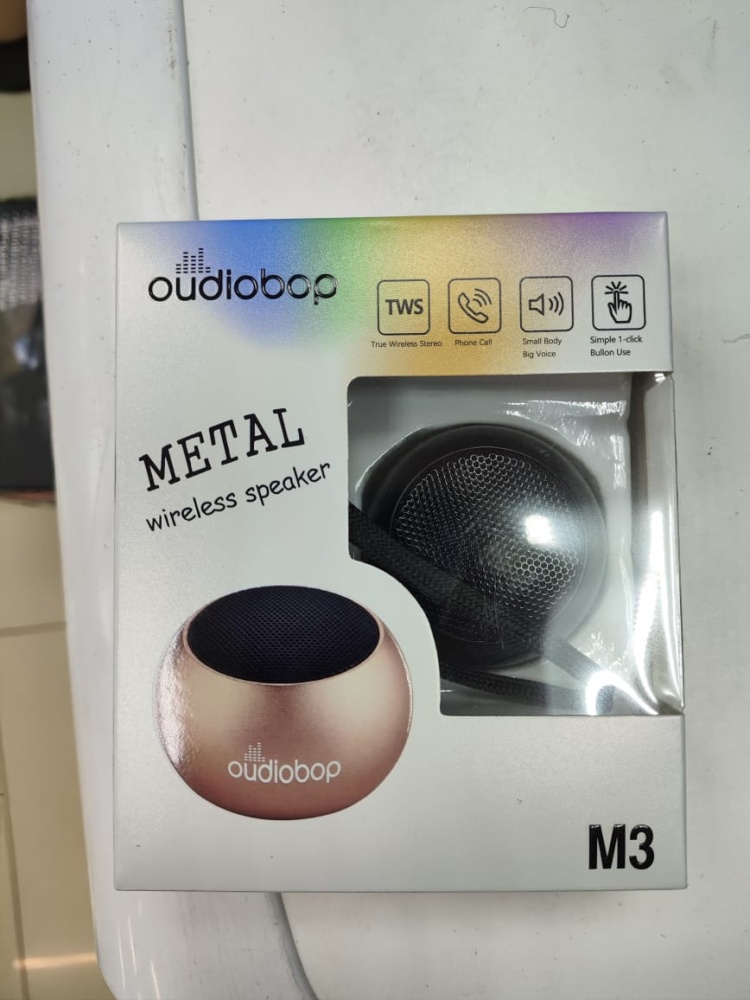 oudiobop
TWS
True Wireless Stereo
Phone Call
Small Body
Big Voice
Simple 1-click
Bullon Use
METAL
wireless speaker
oudiobop
M3